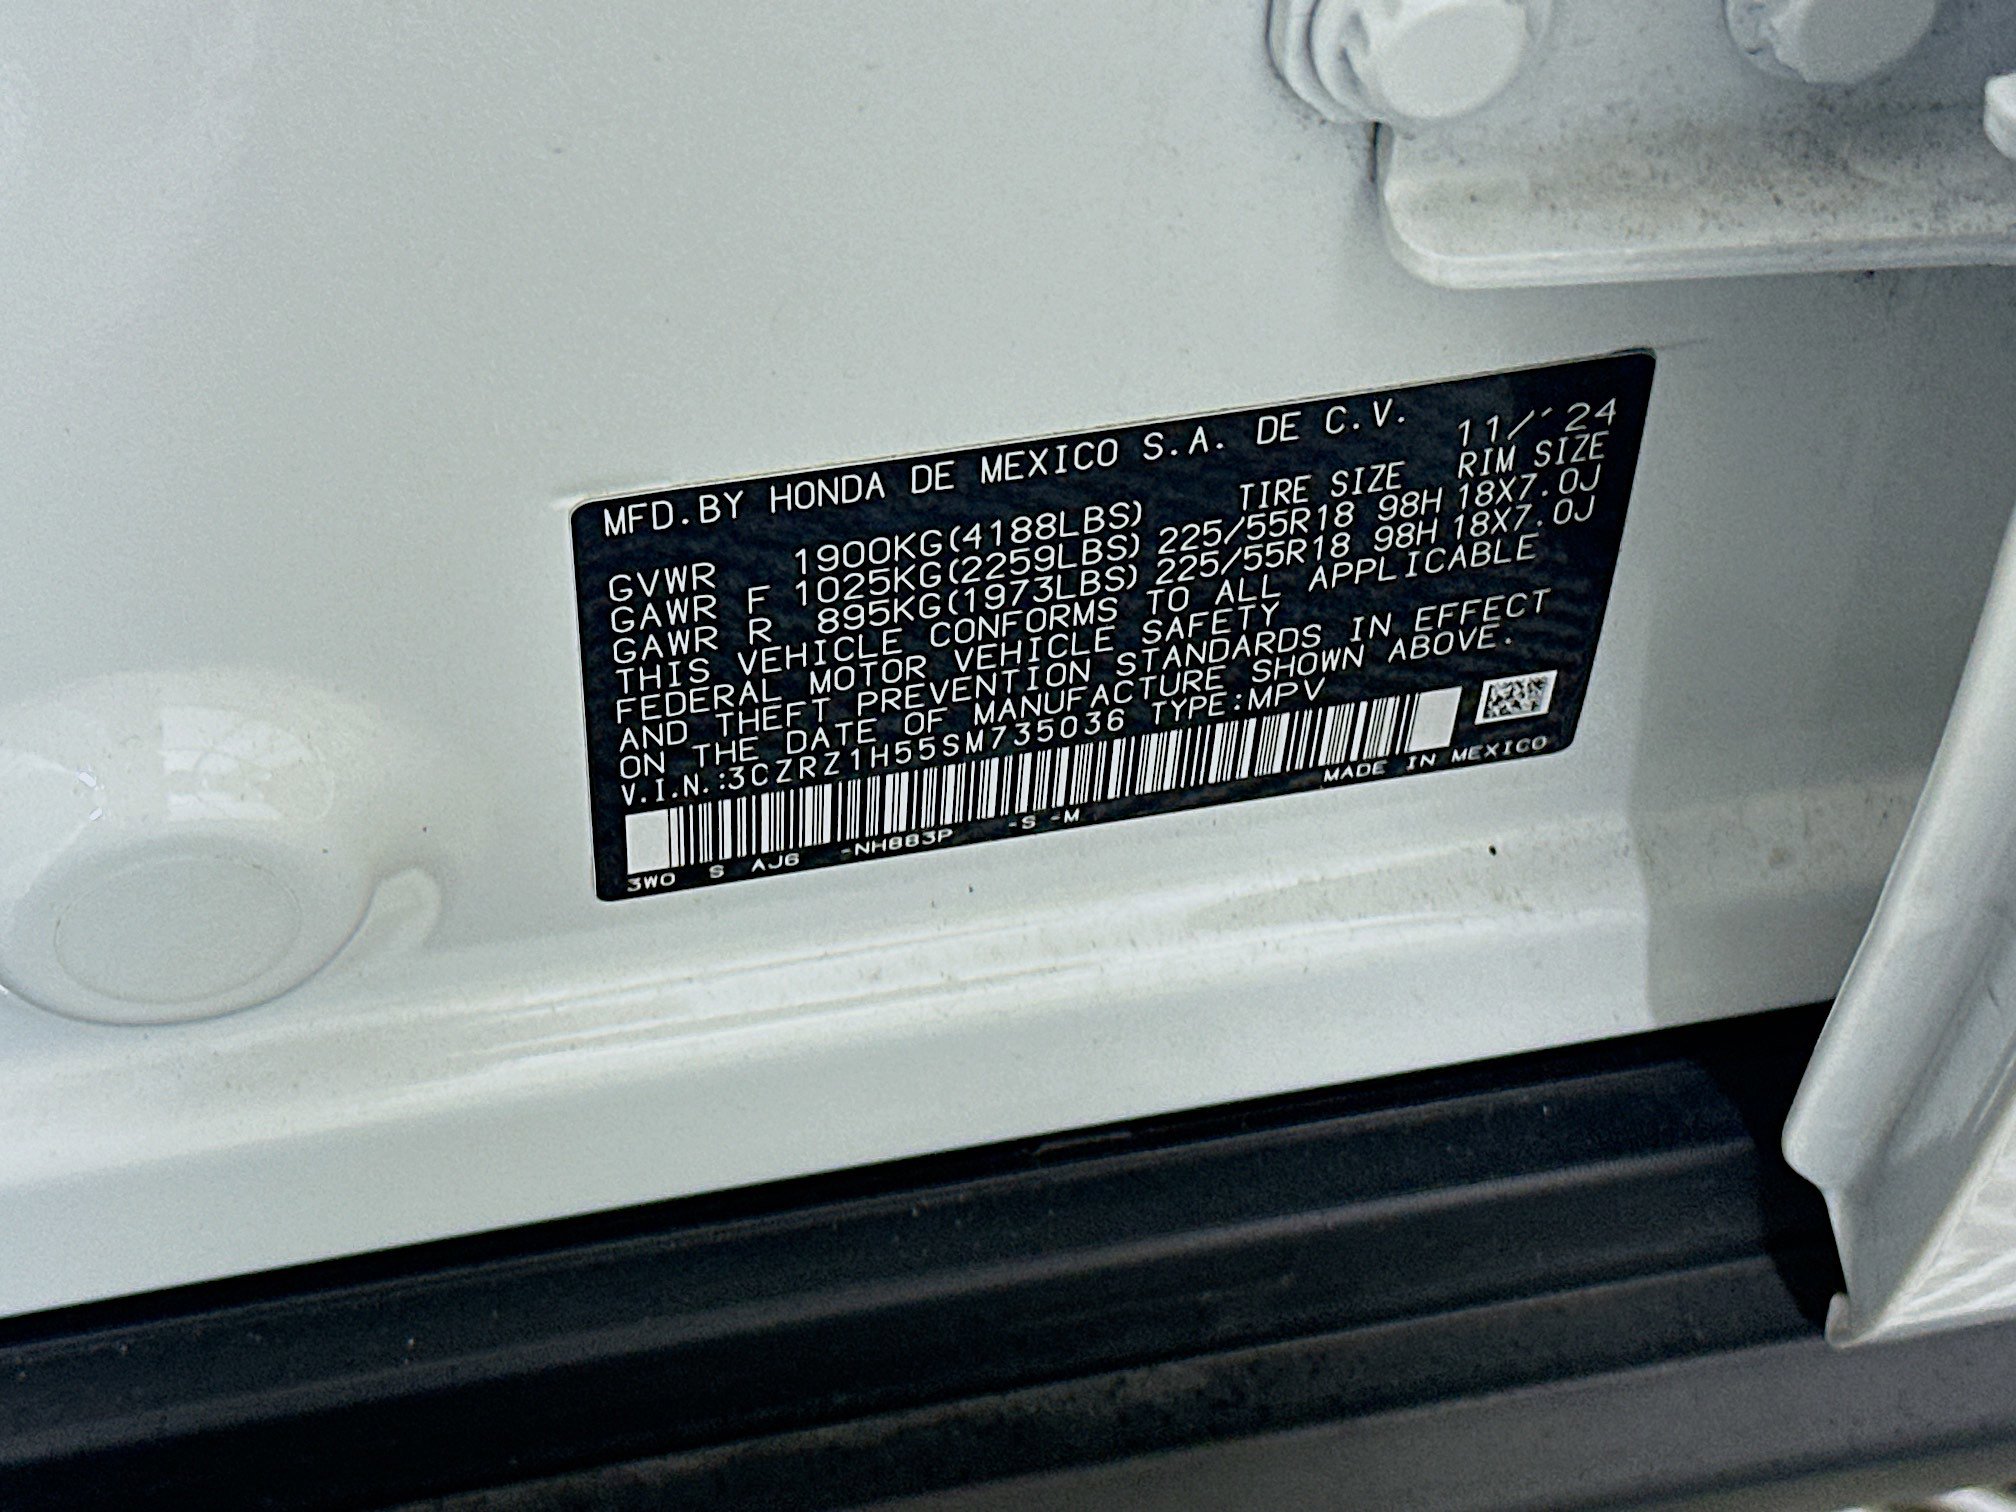 MFD.BY HONDA DE MEXICO S.A. DE C.V. 11/'24
TIRE SIZE RIM SIZE
GVWR 1900KG(4188LBS)
GAWR F 1025KG(2259LBS) 225/55R18 98H 18X7.0J
GAWR R 895KG(1973LBS) 225/55R18 98H 18X7.0J
THIS VEHICLE CONFORMS TO ALL APPLICABLE
FEDERAL MOTOR VEHICLE SAFETY
AND THEFT PREVENTION STANDARDS IN EFFECT
ON THE DATE OF MANUFACTURE SHOWN ABOVE.
V.I.N.:3CZRZ1H55SM735036 TYPE:MPV
3WO S AJ6 -NH883P -S -M MADE IN MEXICO